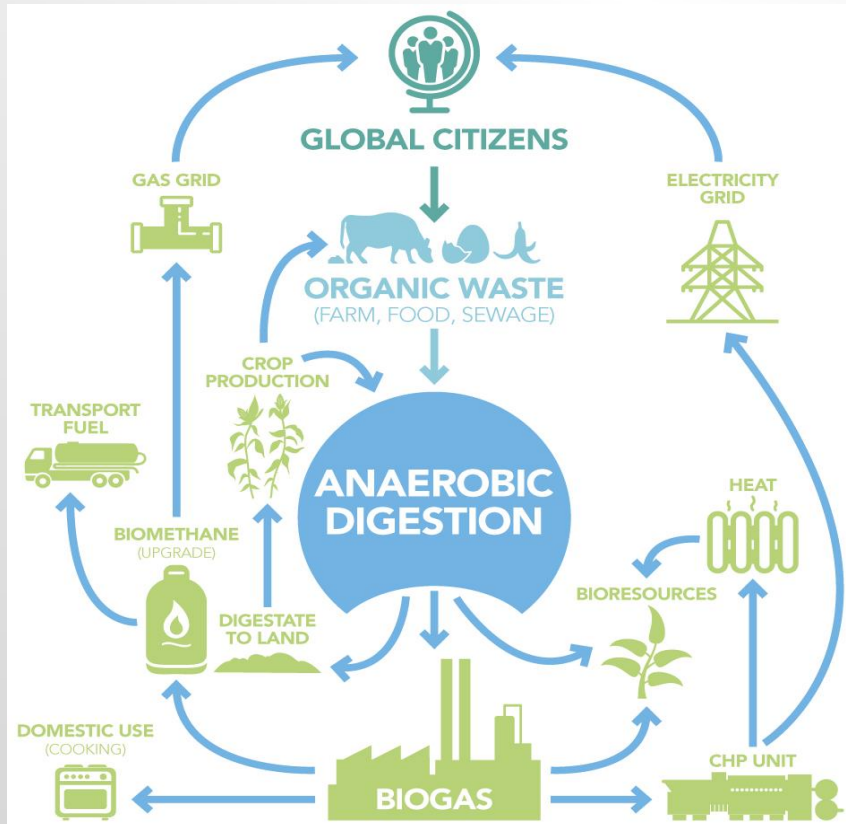 GLOBAL CITIZENS
GAS GRID
ELECTRICITY
GRID
ORGANIC WASTE
(FARM, FOOD, SEWAGE)
CROP
PRODUCTION
TRANSPORT
FUEL
ANAEROBIC
DIGESTION
HEAT
BIOMETHANE
(UPGRADE)
BIORESOURCES
DIGESTATE
TO LAND
DOMESTIC USE
(COOKING)
CHP UNIT
BIOGAS